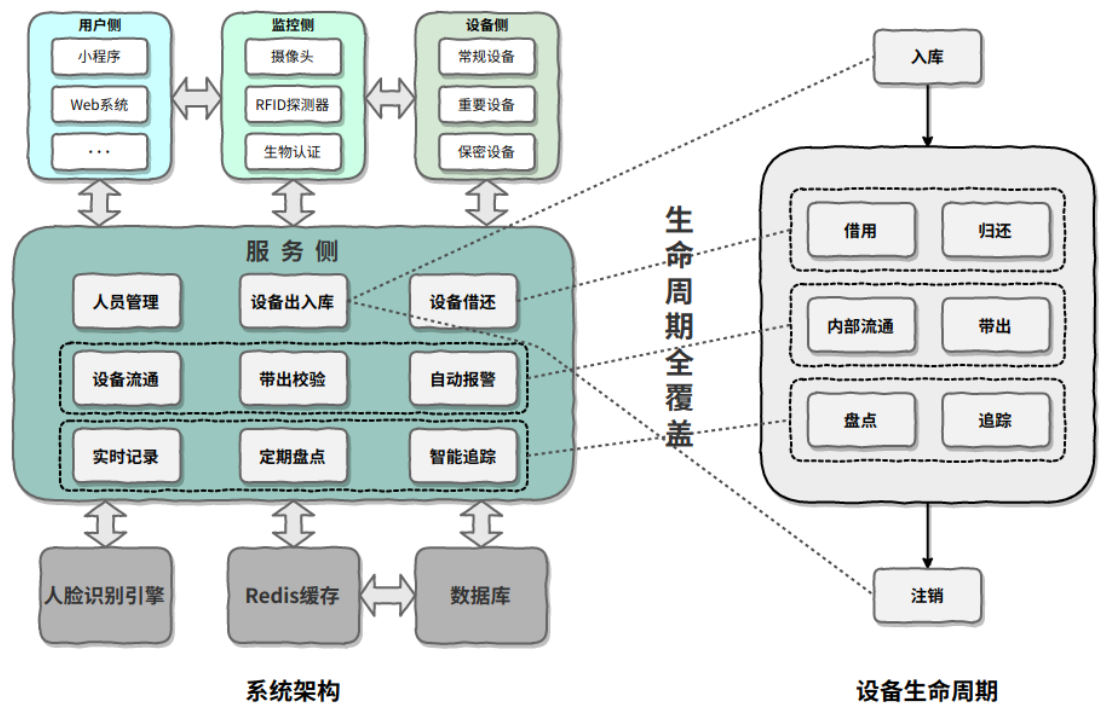 用户侧
小程序
Web系统
...
监控侧
摄像头
RFID探测器
生物认证
设备侧
常规设备
重要设备
保密设备
服务侧
人员管理
设备出入库
设备借还
设备流通
带出校验
自动报警
实时记录
定期盘点
智能追踪
人脸识别引擎
Redis缓存
数据库
系统架构
生命周期全覆盖
入库
借用
归还
内部流通
带出
盘点
追踪
注销
设备生命周期